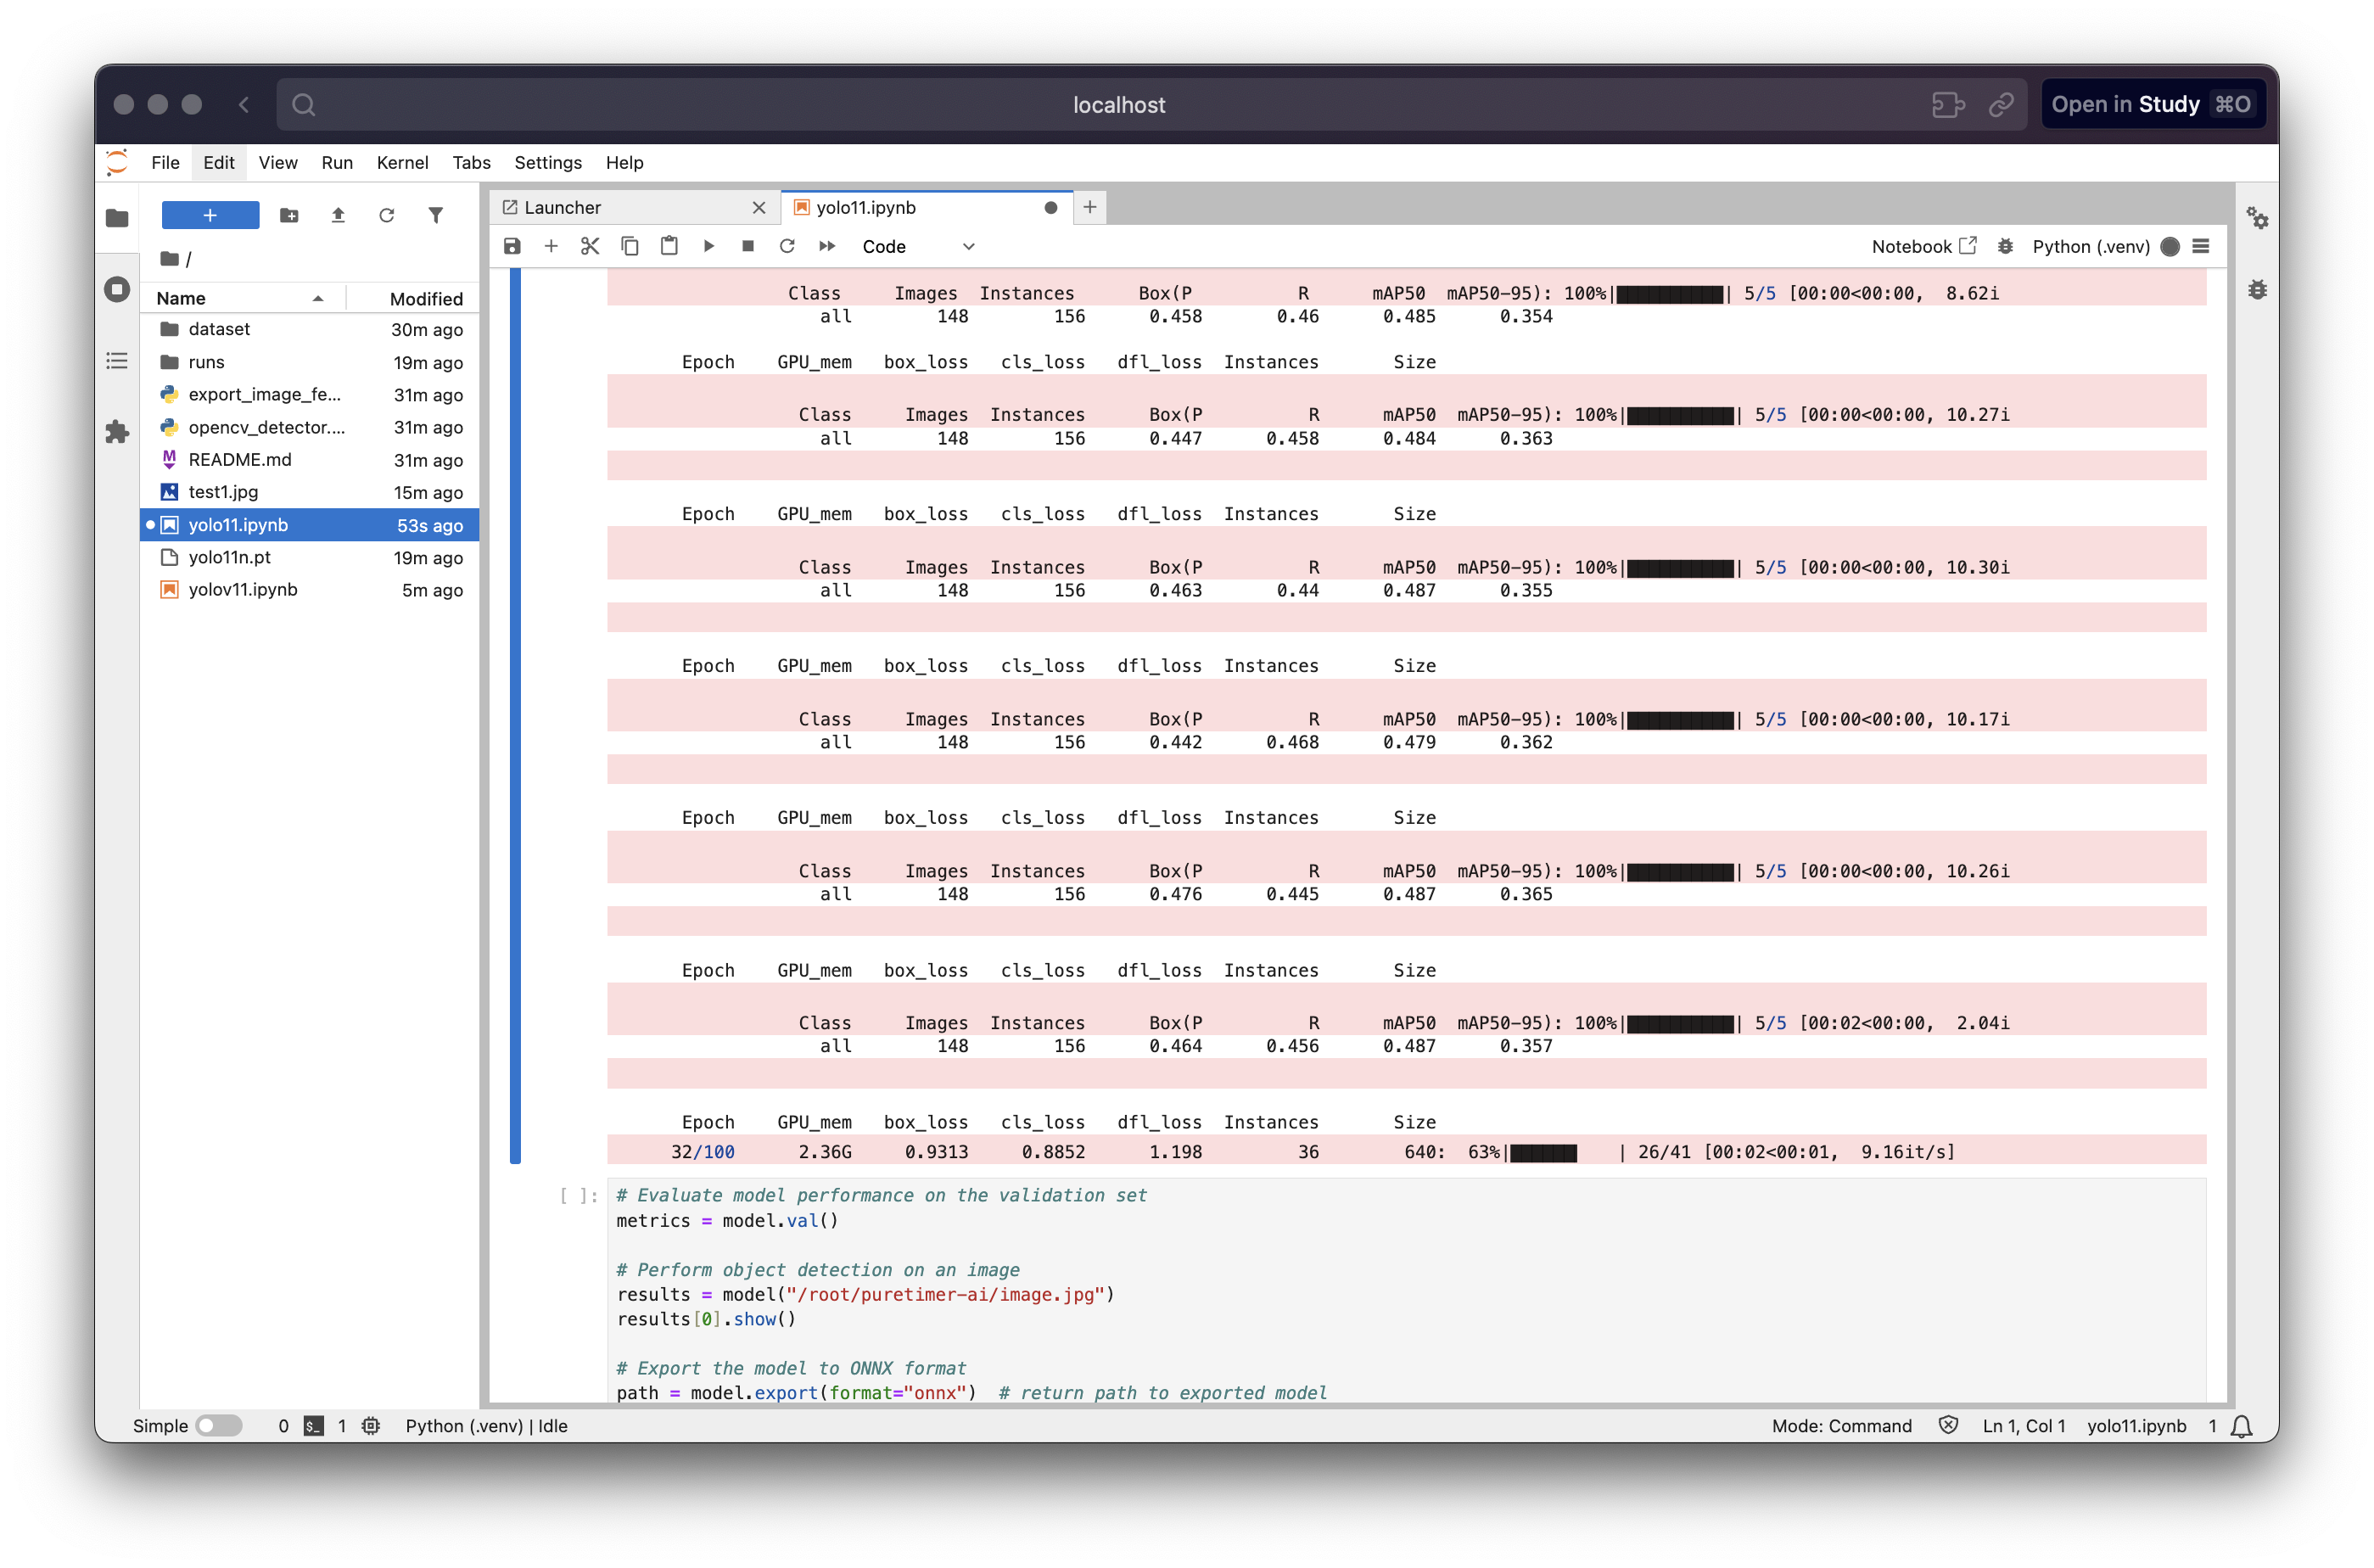 localhost
Open in Study ⌘O
File Edit View Run Kernel Tabs Settings Help
Launcher
yolo11.ipynb
Code
Notebook
Python (.venv)
/
Name Modified
dataset 30m ago
runs 19m ago
export_image_fe... 31m ago
opencv_detector.... 31m ago
README.md 31m ago
test1.jpg 15m ago
yolo11.ipynb 53s ago
yolo11n.pt 19m ago
yolov11.ipynb 5m ago
Class Images Instances Box(P R mAP50 mAP50-95): 100%|██████████| 5/5 [00:00<00:00, 8.62i
all 148 156 0.458 0.46 0.485 0.354
Epoch GPU_mem box_loss cls_loss dfl_loss Instances Size
Class Images Instances Box(P R mAP50 mAP50-95): 100%|██████████| 5/5 [00:00<00:00, 10.27i
all 148 156 0.447 0.458 0.484 0.363
Epoch GPU_mem box_loss cls_loss dfl_loss Instances Size
Class Images Instances Box(P R mAP50 mAP50-95): 100%|██████████| 5/5 [00:00<00:00, 10.30i
all 148 156 0.463 0.44 0.487 0.355
Epoch GPU_mem box_loss cls_loss dfl_loss Instances Size
Class Images Instances Box(P R mAP50 mAP50-95): 100%|██████████| 5/5 [00:00<00:00, 10.17i
all 148 156 0.442 0.468 0.479 0.362
Epoch GPU_mem box_loss cls_loss dfl_loss Instances Size
Class Images Instances Box(P R mAP50 mAP50-95): 100%|██████████| 5/5 [00:00<00:00, 10.26i
all 148 156 0.476 0.445 0.487 0.365
Epoch GPU_mem box_loss cls_loss dfl_loss Instances Size
Class Images Instances Box(P R mAP50 mAP50-95): 100%|██████████| 5/5 [00:02<00:00, 2.04i
all 148 156 0.464 0.456 0.487 0.357
Epoch GPU_mem box_loss cls_loss dfl_loss Instances Size
32/100 2.36G 0.9313 0.8852 1.198 36 640: 63%|██████ | 26/41 [00:02<00:01, 9.16it/s]
[ ]: # Evaluate model performance on the validation set
metrics = model.val()
# Perform object detection on an image
results = model("/root/puretimer-ai/image.jpg")
results[0].show()
# Export the model to ONNX format
path = model.export(format="onnx")  # return path to exported model
Simple 0 $_ 1 Python (.venv) | Idle
Mode: Command Ln 1, Col 1 yolo11.ipynb 1